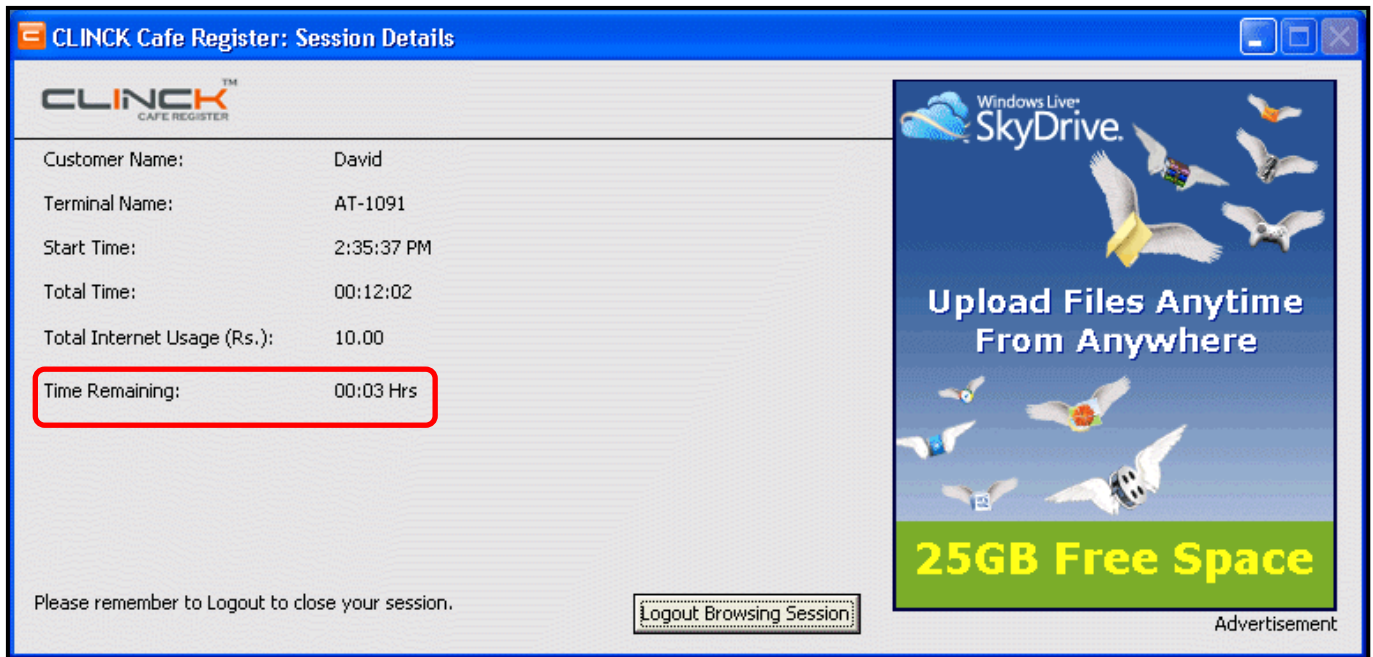 CLINCK Cafe Register: Session Details
CLINCK™
CAFE REGISTER
Customer Name: David
Terminal Name: AT-1091
Start Time: 2:35:37 PM
Total Time: 00:12:02
Total Internet Usage (Rs.): 10.00
Time Remaining: 00:03 Hrs
Please remember to Logout to close your session.
Logout Browsing Session
Windows Live®
SkyDrive.
Upload Files Anytime
From Anywhere
25GB Free Space
Advertisement